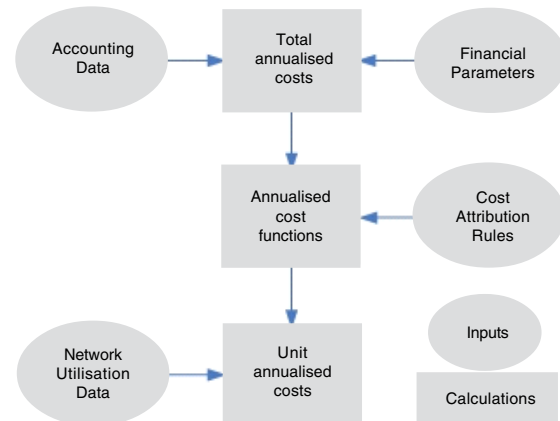 Accounting
Data
Total
annualised
costs
Financial
Parameters
Annualised
cost
functions
Cost
Attribution
Rules
Network
Utilisation
Data
Unit
annualised
costs
Inputs
Calculations